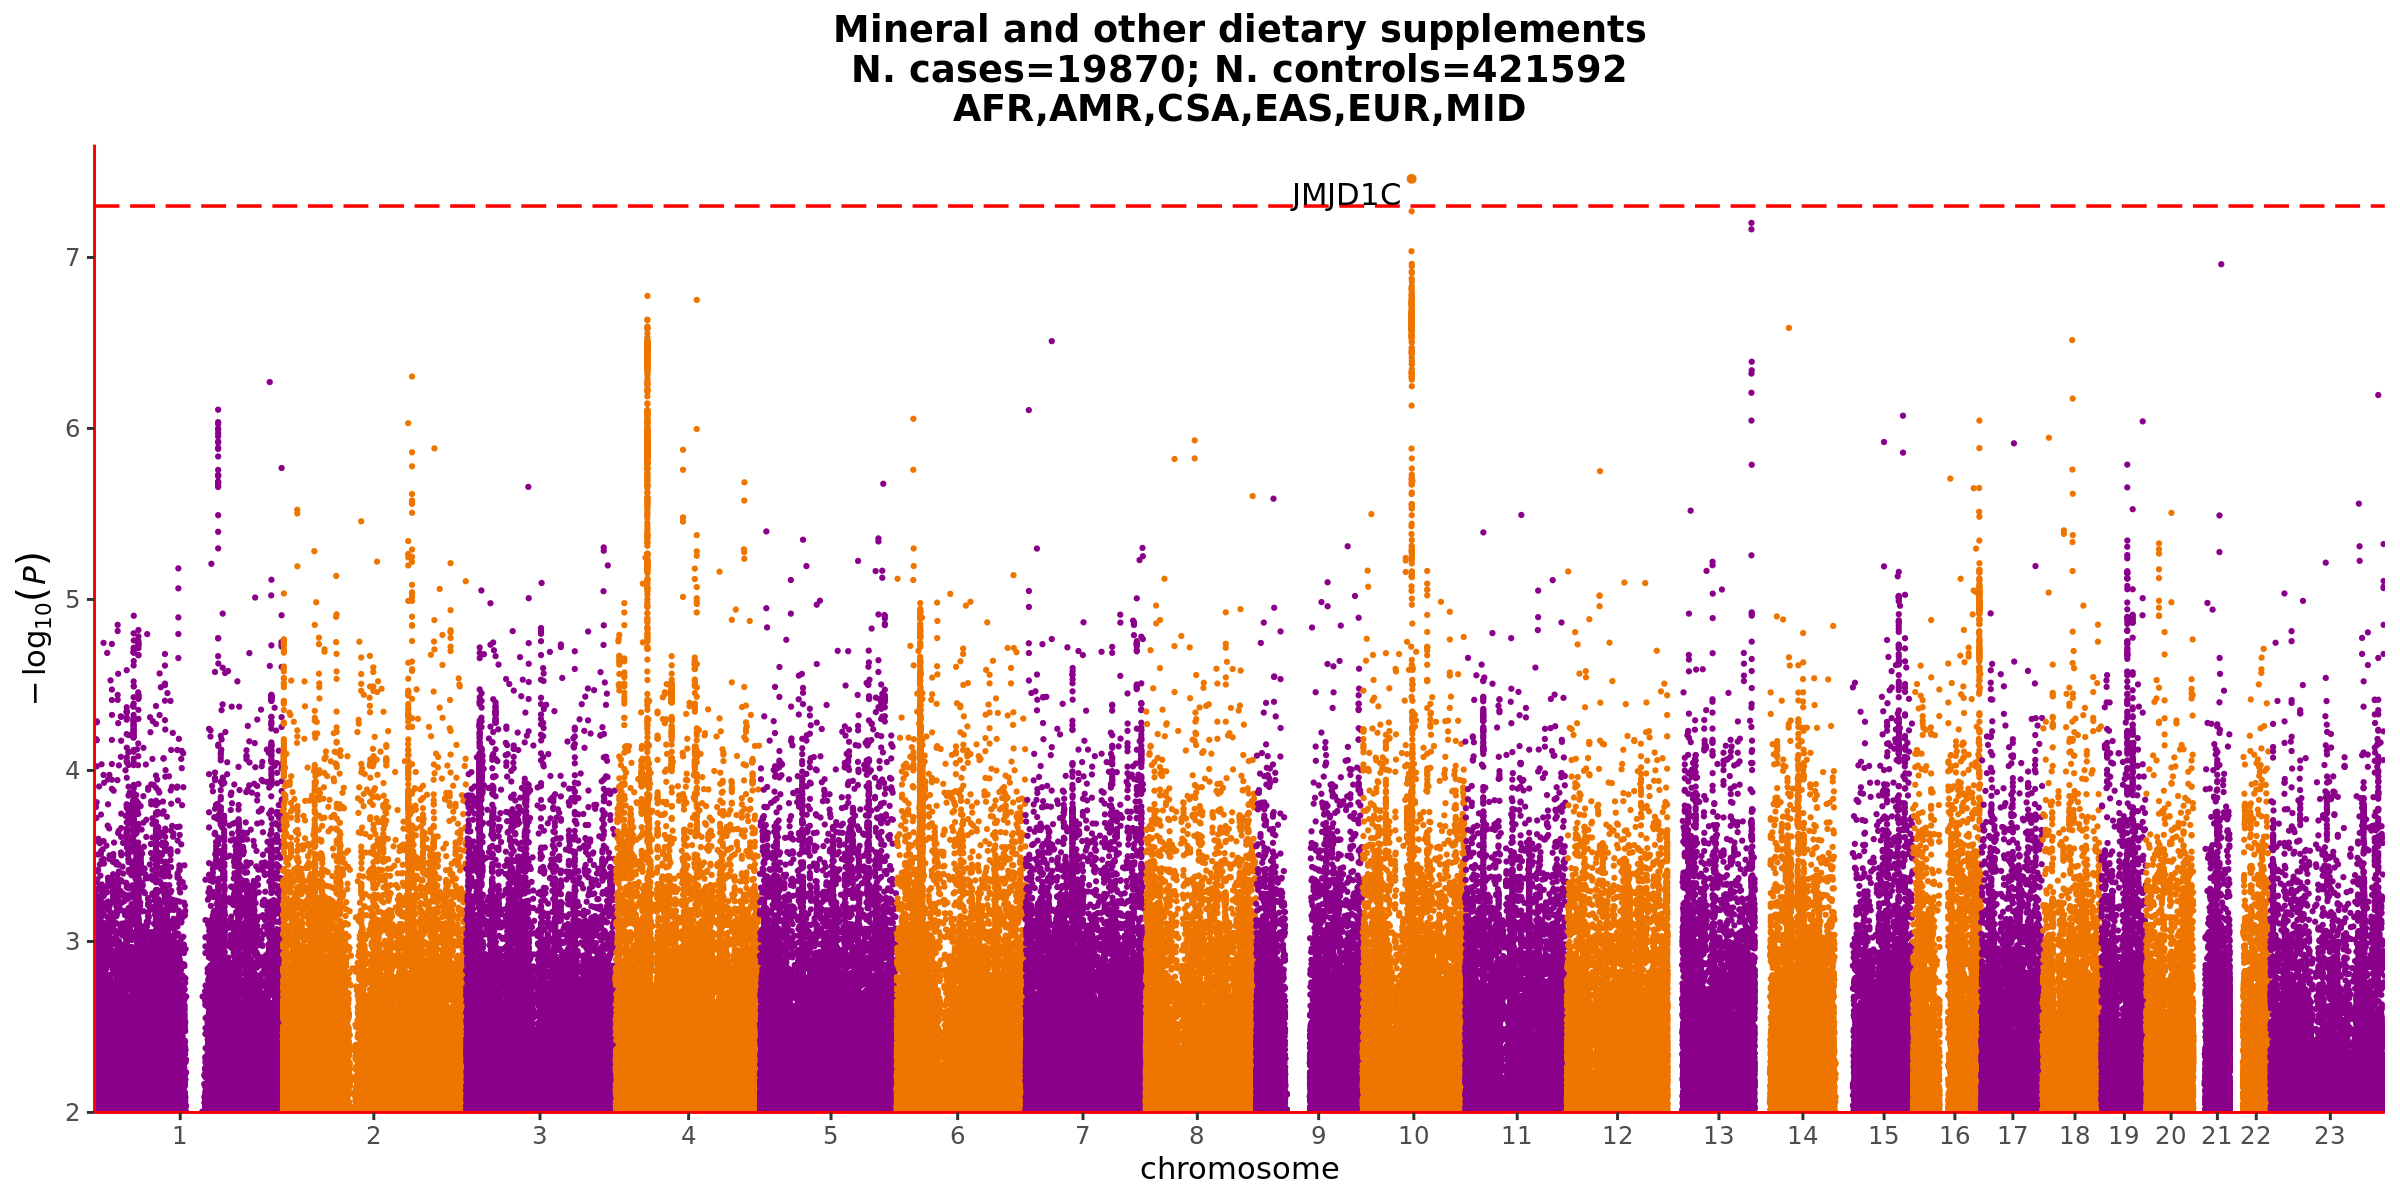 Mineral and other dietary supplements
N. cases=19870; N. controls=421592
AFR,AMR,CSA,EAS,EUR,MID
JMJD1C
7
6
5
4
3
2
−log10(P)
1 2 3 4 5 6 7 8 9 10 11 12 13 14 15 16 17 18 19 20 21 22 23
chromosome